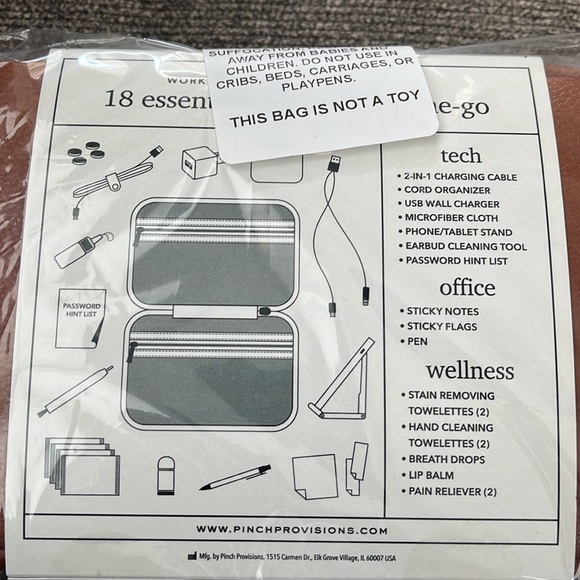 SUFFOCATION,
AWAY FROM BABIES AND
CHILDREN. DO NOT USE IN
CRIBS, BEDS, CARRIAGES, OR
PLAYPENS.
THIS BAG IS NOT A TOY
18
tech
• 2-IN-1 CHARGING CABLE
• CORD ORGANIZER
• USB WALL CHARGER
• MICROFIBER CLOTH
• PHONE/TABLET STAND
• EARBUD CLEANING TOOL
• PASSWORD HINT LIST
office
• STICKY NOTES
• STICKY FLAGS
• PEN
wellness
• STAIN REMOVING
TOWELETTES (2)
• HAND CLEANING
TOWELETTES (2)
• BREATH DROPS
• LIP BALM
• PAIN RELIEVER (2)
PASSWORD
HINT LIST
WWW.PINCHPROVISIONS.COM
Mfg. by Pinch Provisions, 1515 Carmen Dr., Elk Grove Village, IL 60007 USA